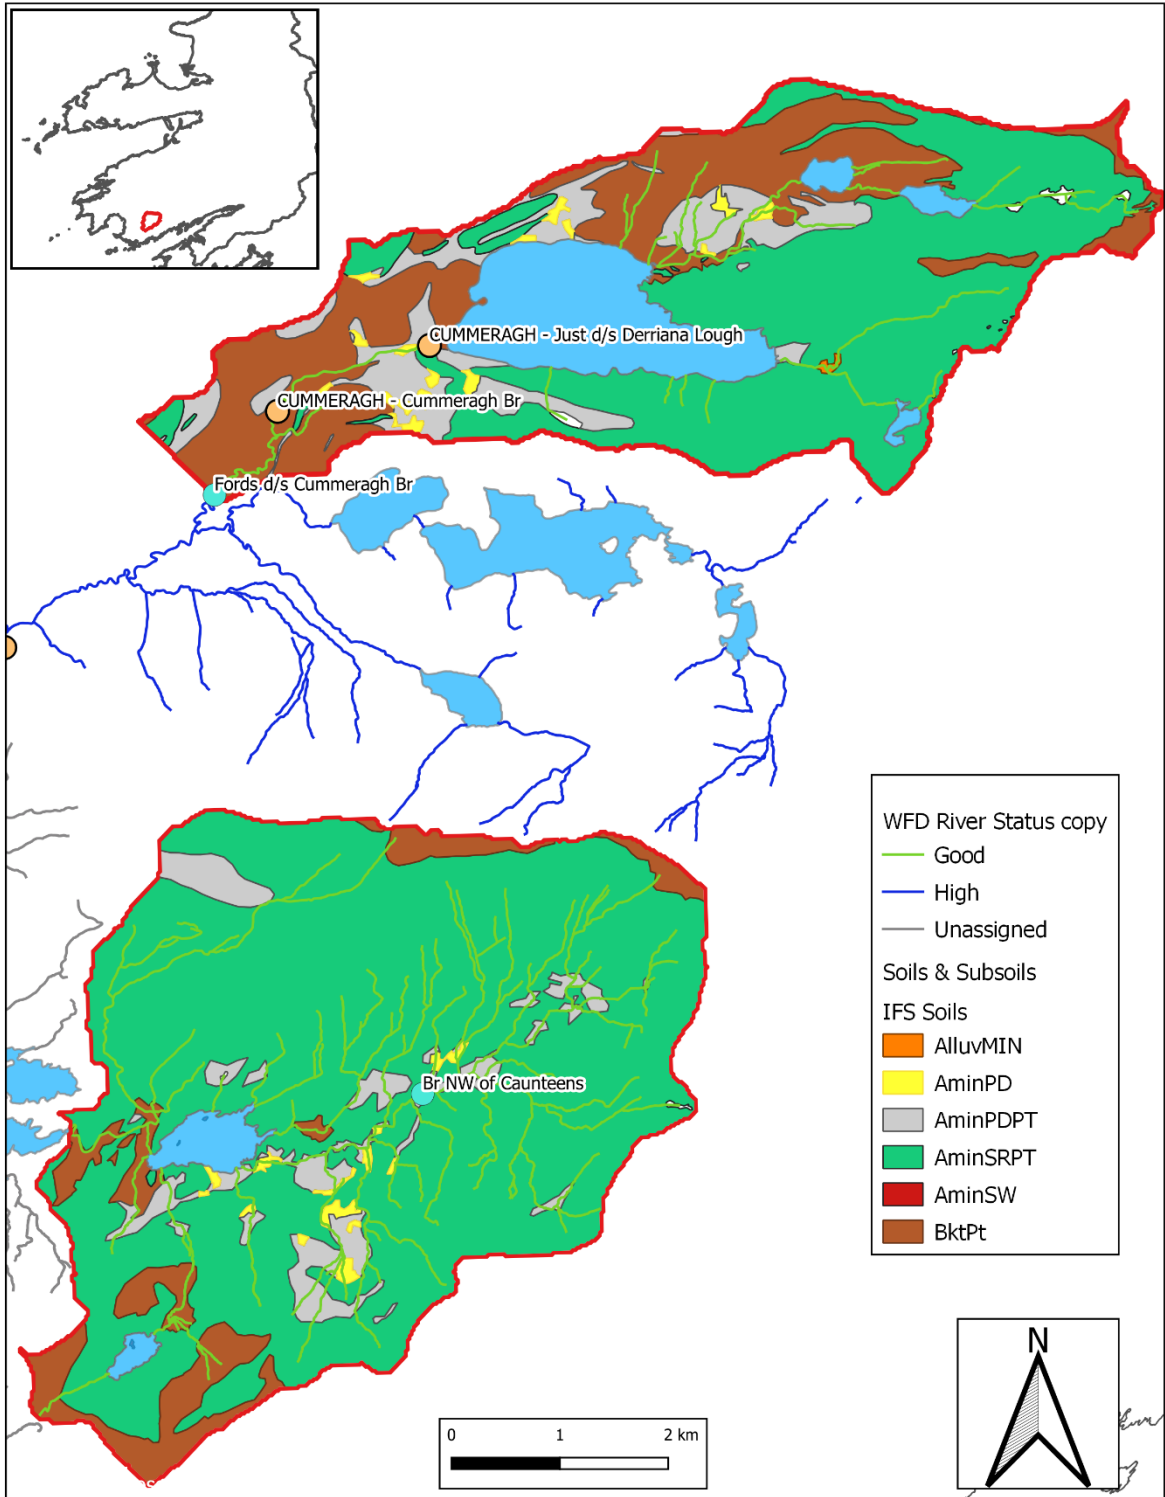 CUMMERAGH - Just d/s Derriana Lough
CUMMERAGH - Cummeragh Br
Fords d/s Cummeragh Br
WFD River Status copy
Good
High
Unassigned
Soils & Subsoils
IFS Soils
AlluvMIN
AminPD
AminPDPT
AminSRPT
AminSW
BktPt
Br NW of Caunteens
N
0 1 2 km
S